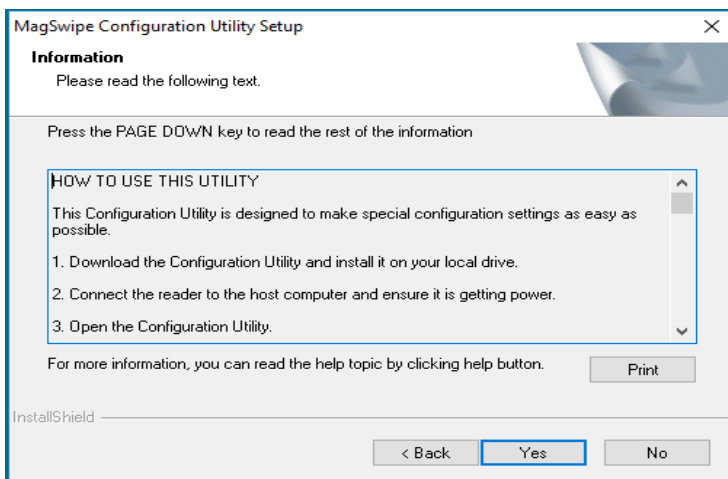 MagSwipe Configuration Utility Setup
Information
Please read the following text.
Press the PAGE DOWN key to read the rest of the information
HOW TO USE THIS UTILITY
This Configuration Utility is designed to make special configuration settings as easy as
possible.
1. Download the Configuration Utility and install it on your local drive.
2. Connect the reader to the host computer and ensure it is getting power.
3. Open the Configuration Utility.
For more information, you can read the help topic by clicking help button.
Print
InstallShield
< Back
Yes
No